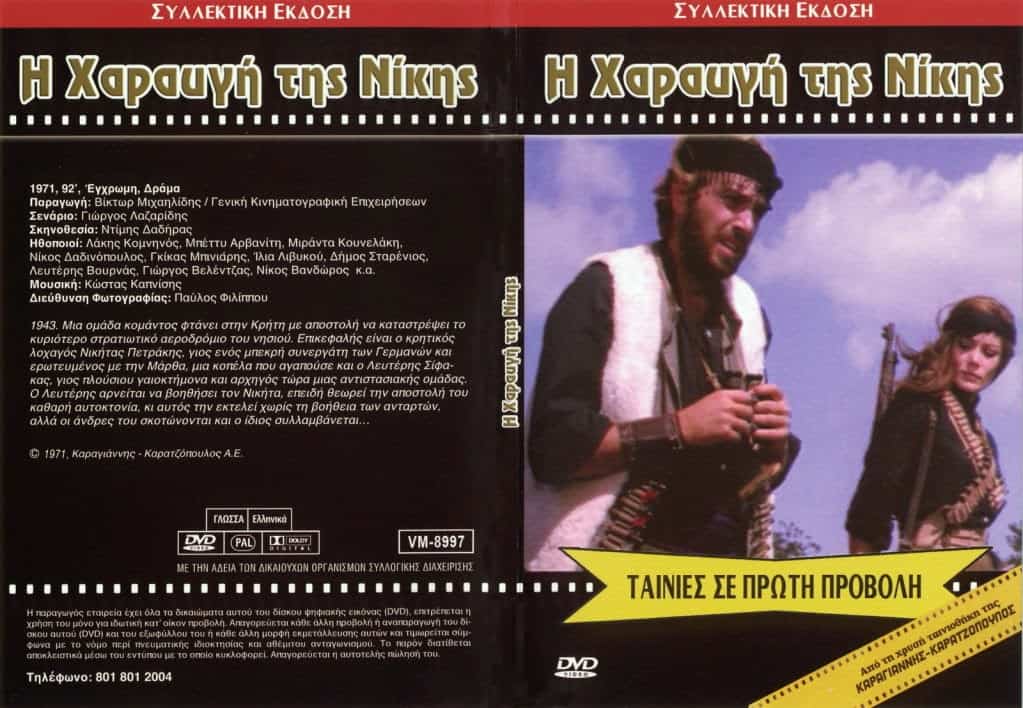 ΣΥΛΛΕΚΤΙΚΗ ΕΚΔΟΣΗ
Η Χαραυγή της Νίκης
1971, 92', Έγχρωμη, Δράμα
Παραγωγή: Βίκτωρ Μιχαηλίδης / Γενική Κινηματογραφική Επιχειρήσεων
Σενάριο: Γιώργος Λαζαρίδης
Σκηνοθεσία: Ντίμης Δαδήρας
Ηθοποιοί: Λάκης Κομνηνός, Μπέττυ Αρβανίτη, Μιράντα Κουνελάκη,
Νίκος Δαδινόπουλος, Γκίκας Μπινιάρης, Ίλια Λιβυκού, Δήμος Σταρένιος,
Λευτέρης Βουρνάς, Γιώργος Βελέντζας, Νίκος Βανδώρος κ.α.
Μουσική: Κώστας Καπνίσης
Διεύθυνση Φωτογραφίας: Παύλος Φιλίππου
1943. Μια ομάδα κομάντος φτάνει στην Κρήτη με αποστολή να καταστρέψει το
κυριότερο στρατιωτικό αεροδρόμιο του νησιού. Επικεφαλής είναι ο κρητικός
λοχαγός Νικήτας Πετράκης, γιος ενός μπεκρή συνεργάτη των Γερμανών και
ερωτευμένος με την Μάρθα, μια κοπέλα που αγαπούσε και ο Λευτέρης Σίφα-
κας, γιος πλούσιου γαιοκτήμονα και αρχηγός τώρα μιας αντιστασιακής ομάδας.
Ο Λευτέρης αρνείται να βοηθήσει τον Νικήτα, επειδή θεωρεί την αποστολή του
καθαρή αυτοκτονία, κι αυτός την εκτελεί χωρίς τη βοήθεια των ανταρτών,
αλλά οι άνδρες του σκοτώνονται και ο ίδιος συλλαμβάνεται...
© 1971, Καραγιάννης - Καρατζόπουλος Α.Ε.
ΓΛΩΣΣΑ Ελληνικά
DVD VIDEO PAL DOLBY DIGITAL VM-8997
ΜΕ ΤΗΝ ΑΔΕΙΑ ΤΩΝ ΔΙΚΑΙΟΥΧΩΝ ΟΡΓΑΝΙΣΜΩΝ ΣΥΛΛΟΓΙΚΗΣ ΔΙΑΧΕΙΡΙΣΗΣ
Η παραγωγός εταιρεία έχει όλα τα δικαιώματα αυτού του δίσκου ψηφιακής εικόνας (DVD), επιτρέπεται η
χρήση του μόνο για ιδιωτική κατ' οίκον προβολή. Απαγορεύεται κάθε άλλη προβολή ή αναπαραγωγή του δί-
σκου αυτού (DVD) και του εξωφύλλου του ή κάθε άλλη μορφή εκμετάλλευσης αυτών και τιμωρείται σύμ-
φωνα με το νόμο περί πνευματικής ιδιοκτησίας και αθέμιτου ανταγωνισμού. Το παρόν διατίθεται
αποκλειστικά μέσω του εντύπου με το οποίο κυκλοφορεί. Απαγορεύεται η αυτοτελής πώλησή του.
Τηλέφωνο: 801 801 2004
Η Χαραυγή της Νίκης
ΣΥΛΛΕΚΤΙΚΗ ΕΚΔΟΣΗ
Η Χαραυγή της Νίκης
ΤΑΙΝΙΕΣ ΣΕ ΠΡΩΤΗ ΠΡΟΒΟΛΗ
Από τη χρυσή ταινιοθήκη της
ΚΑΡΑΓΙΑΝΝΗΣ-ΚΑΡΑΤΖΟΠΟΥΛΟΣ
DVD VIDEO